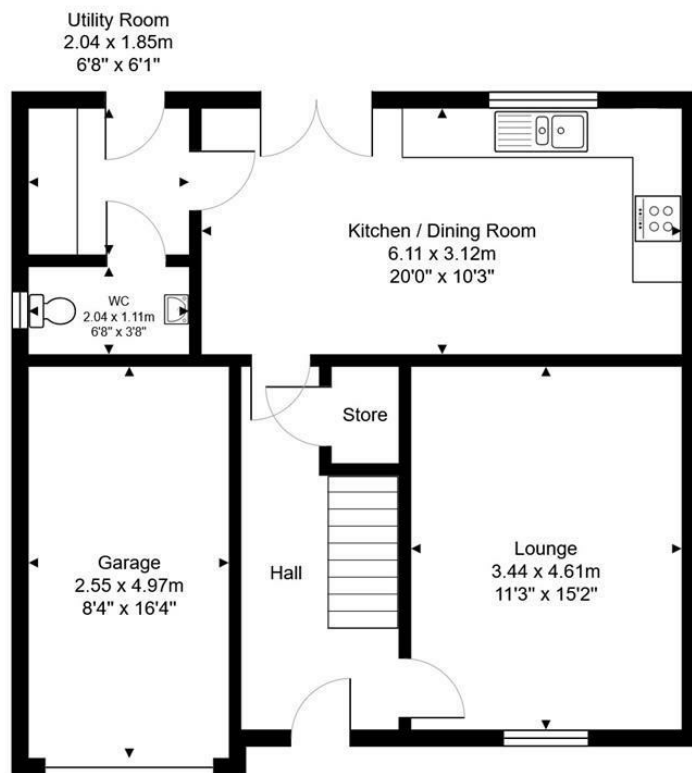 Utility Room
2.04 x 1.85m
6'8" x 6'1"
Kitchen / Dining Room
6.11 x 3.12m
20'0" x 10'3"
WC
2.04 x 1.11m
6'8" x 3'8"
Store
Garage
2.55 x 4.97m
8'4" x 16'4"
Hall
Lounge
3.44 x 4.61m
11'3" x 15'2"